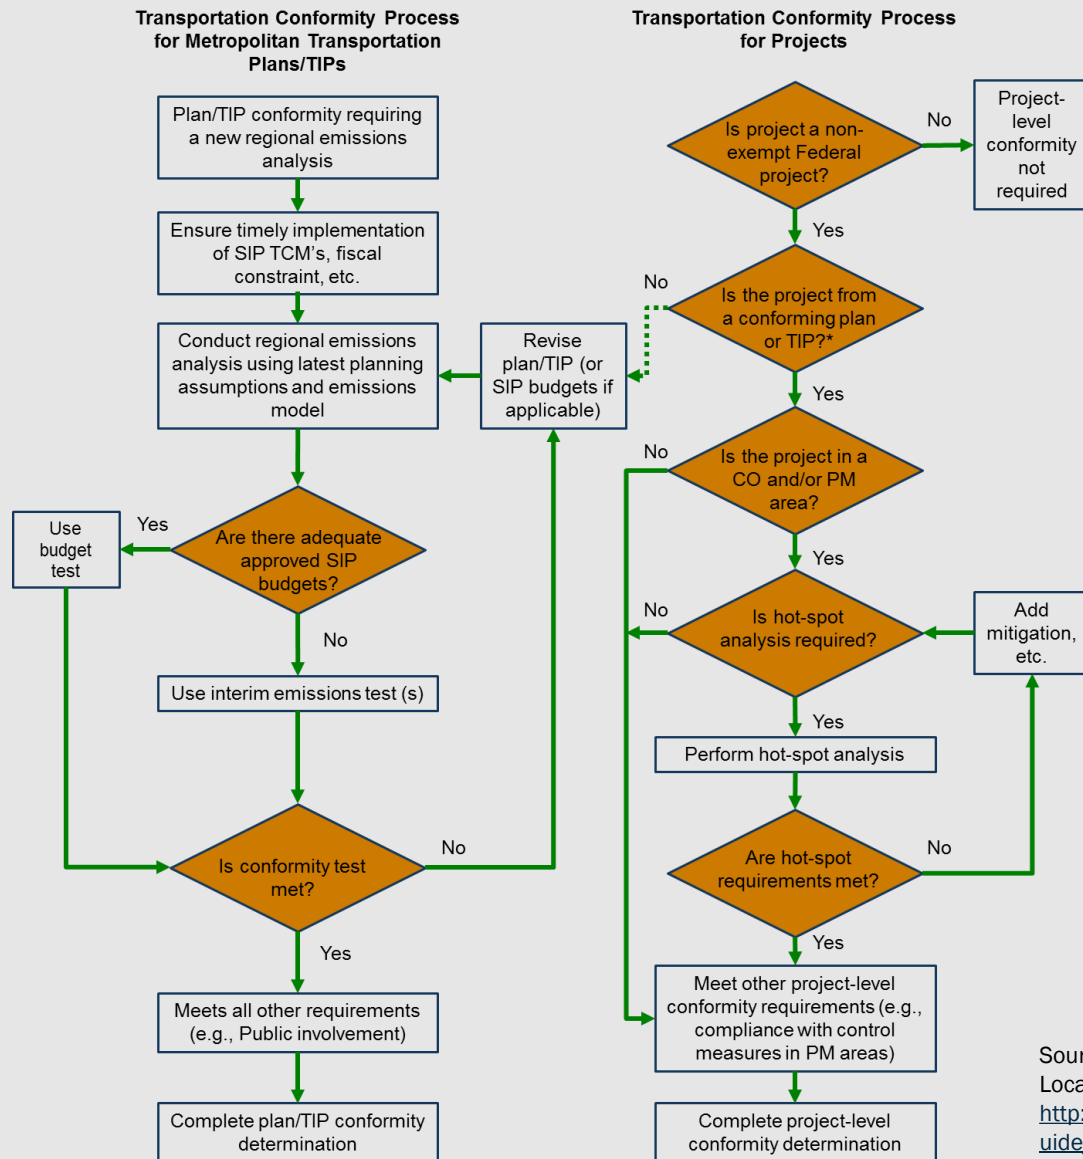 Transportation Conformity Process
for Metropolitan Transportation
Plans/TIPs
Plan/TIP conformity requiring
a new regional emissions
analysis
Ensure timely implementation
of SIP TCM's, fiscal
constraint, etc.
Conduct regional emissions
analysis using latest planning
assumptions and emissions
model
Revise
plan/TIP (or
SIP budgets if
applicable)
Are there adequate
approved SIP
budgets?
Yes
Use
budget
test
No
Use interim emissions test (s)
Is conformity test
met?
No
Yes
Meets all other requirements
(e.g., Public involvement)
Complete plan/TIP conformity
determination
Transportation Conformity Process
for Projects
Is project a non-
exempt Federal
project?
No
Project-
level
conformity
not
required
Yes
Is the project from
a conforming plan
or TIP?*
No
Yes
Is the project in a
CO and/or PM
area?
No
Yes
Is hot-spot
analysis required?
No
Add
mitigation,
etc.
Yes
Perform hot-spot analysis
Are hot-spot
requirements met?
No
Yes
Meet other project-level
conformity requirements (e.g.,
compliance with control
measures in PM areas)
Complete project-level
conformity determination
Sour
Loca
http:
uide